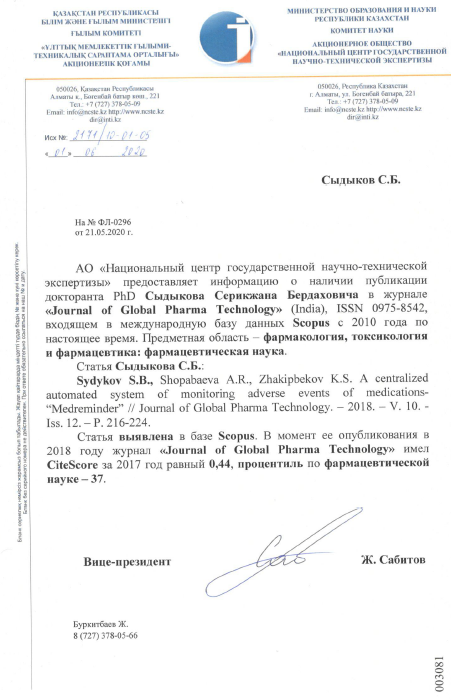 ҚАЗАҚСТАН РЕСПУБЛИКАСЫ
БІЛІМ ЖӘНЕ ҒЫЛЫМ МИНИСТРЛІГІ
ҒЫЛЫМ КОМИТЕТІ
«ҰЛТТЫҚ МЕМЛЕКЕТТІК ҒЫЛЫМИ-
ТЕХНИКАЛЫҚ САРАПТАМА ОРТАЛЫҒЫ»
АКЦИОНЕРЛІК ҚОҒАМЫ
МИНИСТЕРСТВО ОБРАЗОВАНИЯ И НАУКИ
РЕСПУБЛИКИ КАЗАХСТАН
КОМИТЕТ НАУКИ
АКЦИОНЕРНОЕ ОБЩЕСТВО
«НАЦИОНАЛЬНЫЙ ЦЕНТР ГОСУДАРСТВЕННОЙ
НАУЧНО-ТЕХНИЧЕСКОЙ ЭКСПЕРТИЗЫ»
050026, Қазақстан Республикасы
Алматы қ., Бөгенбай батыр көш., 221
Тел.: +7 (727) 378-05-09
Email: info@ncste.kz http://www.ncste.kz
dir@inti.kz
050026, Республика Казахстан
г. Алматы, ул. Богенбай батыра, 221
Тел.: +7 (727) 378-05-09
Email: info@ncste.kz http://www.ncste.kz
dir@inti.kz
Исх №: 2171/10-01-05
«01» 06 2020
Сыдыков С.Б.
На № ФЛ-0296
от 21.05.2020 г.
АО «Национальный центр государственной научно-технической
экспертизы» предоставляет информацию о наличии публикации
докторанта PhD Сыдыкова Серикжана Бердаховича в журнале
«Journal of Global Pharma Technology» (India), ISSN 0975-8542,
входящем в международную базу данных Scopus с 2010 года по
настоящее время. Предметная область – фармакология, токсикология
и фармацевтика: фармацевтическая наука.
Статья Сыдыкова С.Б.:
Sydykov S.B., Shopabaeva A.R., Zhakipbekov K.S. A centralized
automated system of monitoring adverse events of medications-
“Medreminder” // Journal of Global Pharma Technology. – 2018. – V. 10. -
Iss. 12. – P. 216-224.
Статья выявлена в базе Scopus. В момент ее опубликования в
2018 году журнал «Journal of Global Pharma Technology» имел
CiteScore за 2017 год равный 0,44, процентиль по фармацевтической
науке – 37.
Вице-президент
Ж. Сабитов
Буркитбаев Ж.
8 (727) 378-05-66
003081